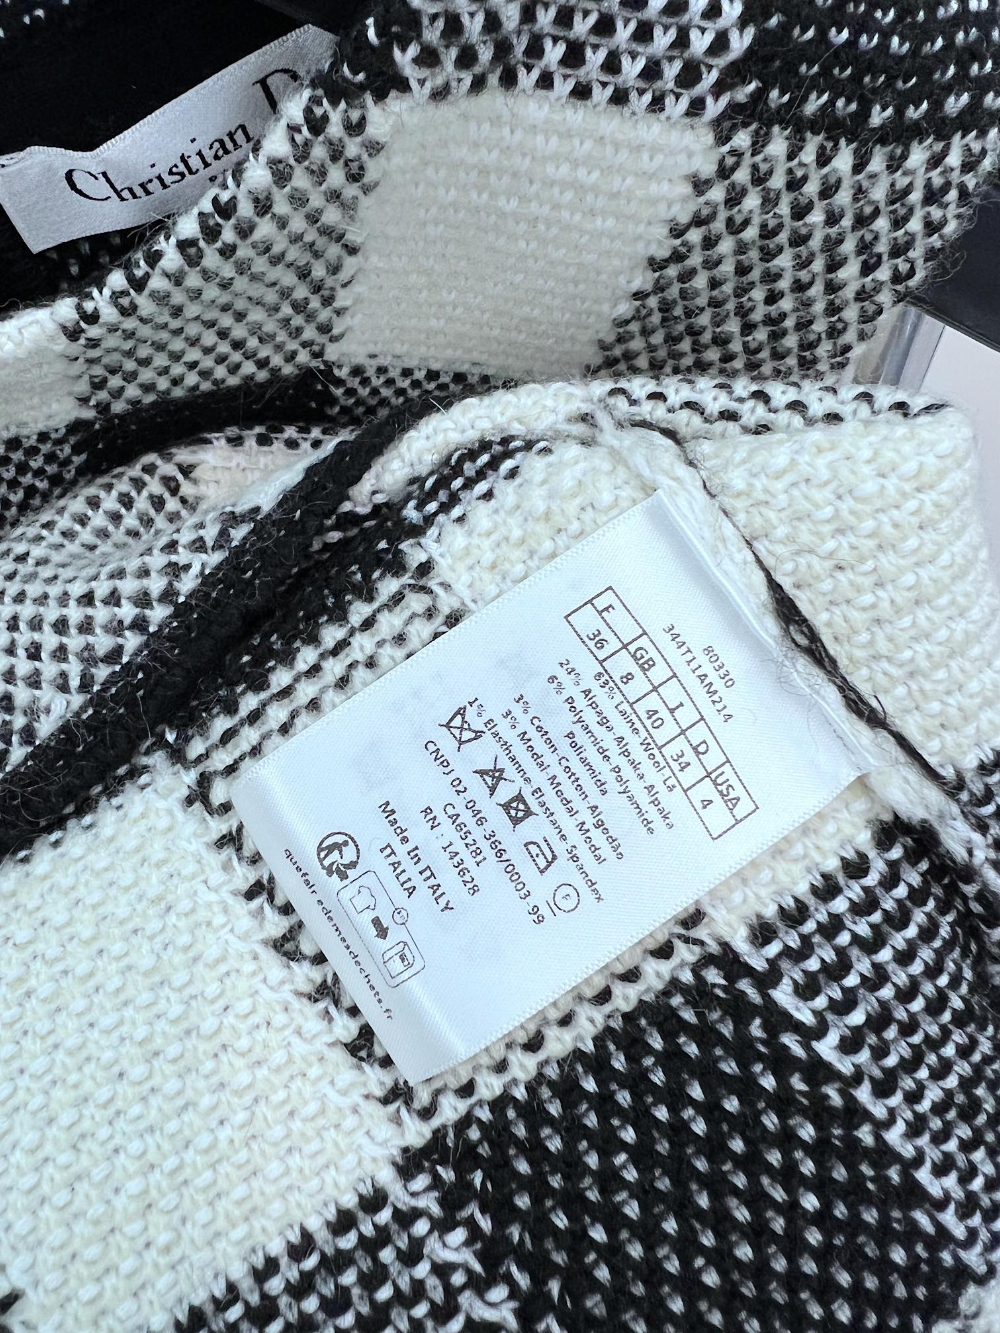 Christian D
80330
344T11AM214
F GB I D USA
36 8 40 34 4
63% Laine-Wool-Lã
24% Alpaga-Alpaka-Alpaka
6% Polyamide-Polyamide
Poliamida
3% Coton-Cotton-Algodão
3% Modal-Modal-Modal
1% Elasthanne-Elastane-Spandex
F
CNPJ 02-046-366/0003-99
CA65281
RN : 143628
Made In ITALY
ITALIA
quefairedemesdechets.fr